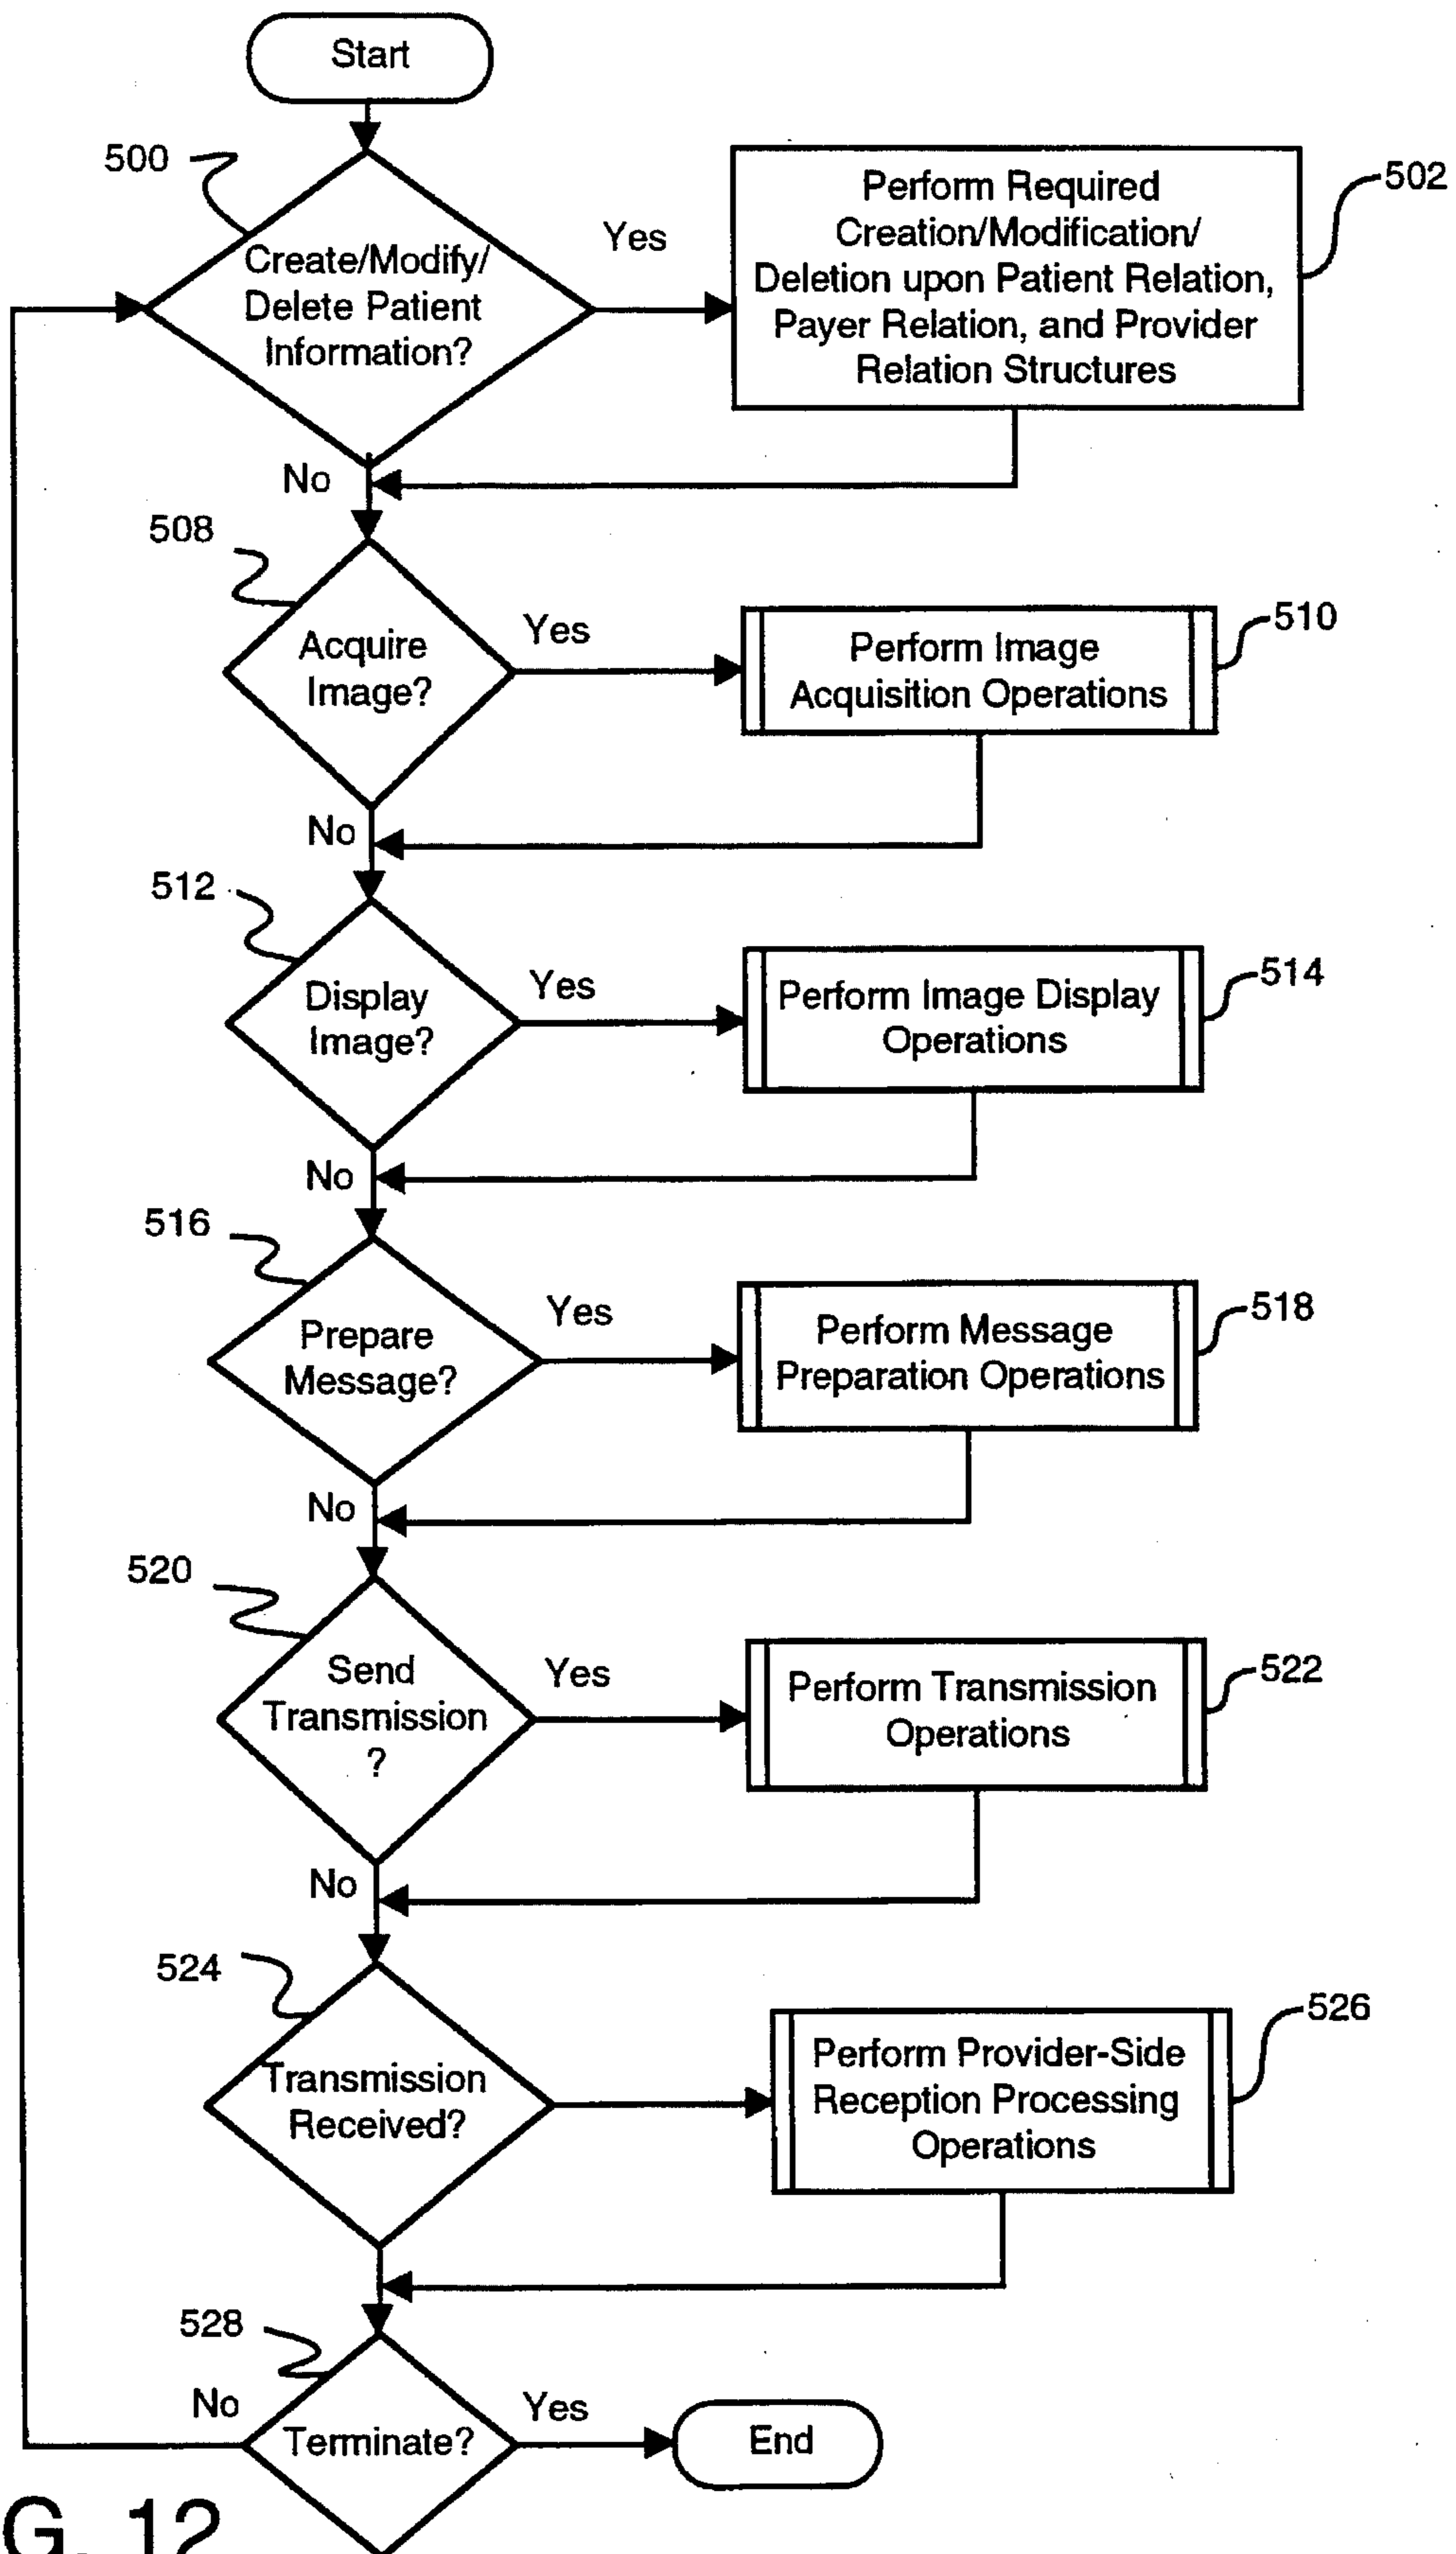 Start
500
Create/Modify/
Delete Patient
Information?
Yes
Perform Required
Creation/Modification/
Deletion upon Patient Relation,
Payer Relation, and Provider
Relation Structures
502
No
508
Acquire
Image?
Yes
Perform Image
Acquisition Operations
510
No
512
Display
Image?
Yes
Perform Image Display
Operations
514
No
516
Prepare
Message?
Yes
Perform Message
Preparation Operations
518
No
520
Send
Transmission
?
Yes
Perform Transmission
Operations
522
No
524
Transmission
Received?
Perform Provider-Side
Reception Processing
Operations
526
528
No
Terminate?
Yes
End
G. 12